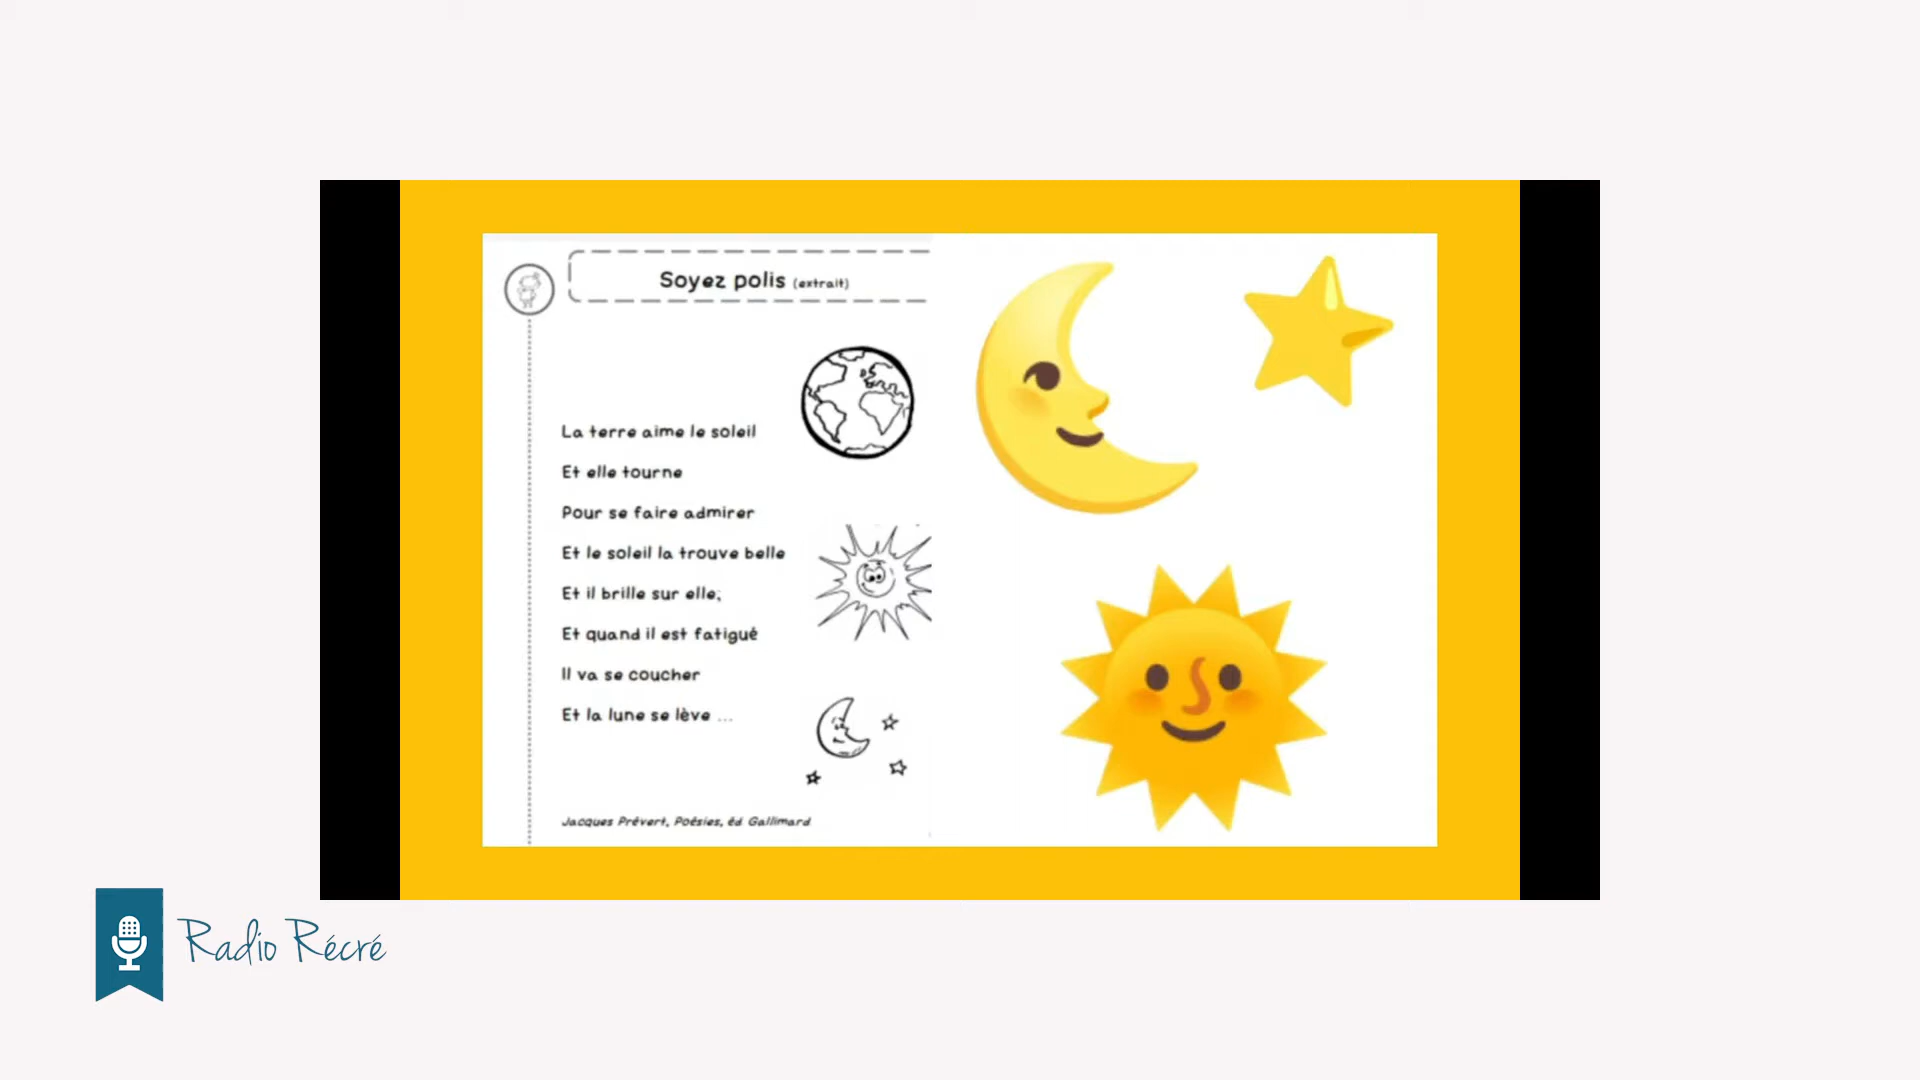 Soyez polis (extrait)
La terre aime le soleil
Et elle tourne
Pour se faire admirer
Et le soleil la trouve belle
Et il brille sur elle;
Et quand il est fatigué
Il va se coucher
Et la lune se lève ...
Jacques Prévert, Poésies, éd Gallimard
Radio Récré